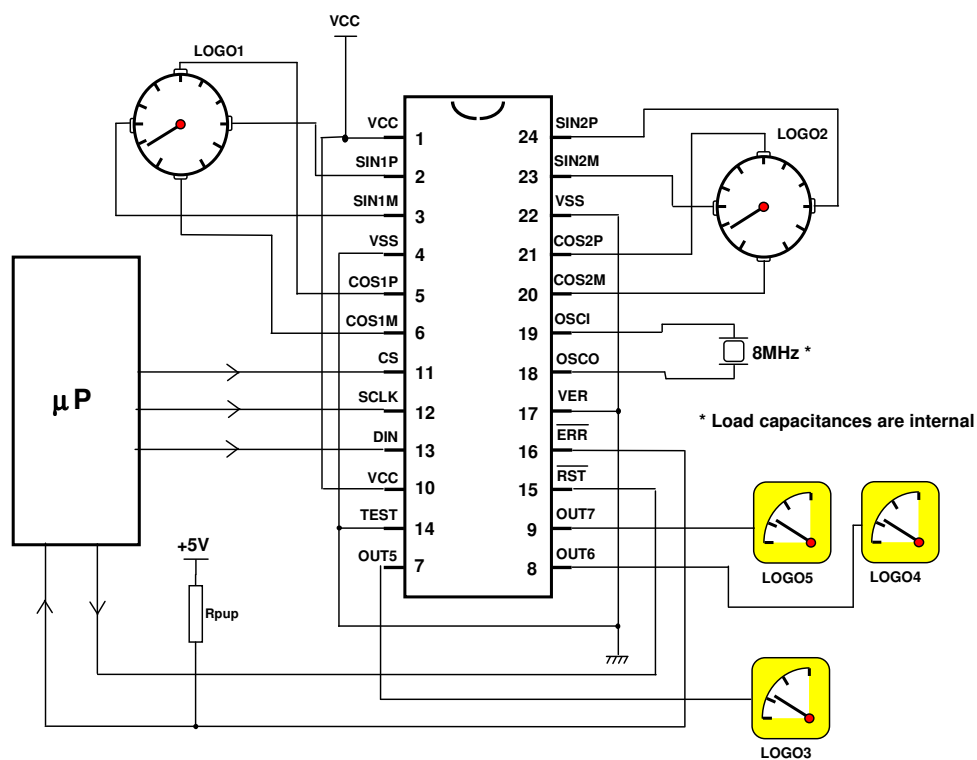 VCC
LOGO1
VCC
1
24
SIN2P
LOGO2
SIN1P
2
23
SIN2M
SIN1M
3
22
VSS
VSS
4
21
COS2P
COS1P
5
20
COS2M
COS1M
6
19
OSCI
8MHz *
CS
11
18
OSCO
µP
SCLK
12
17
VER
* Load capacitances are internal
DIN
13
16
ERR
VCC
10
15
RST
TEST
14
9
OUT7
OUT5
7
8
OUT6
+5V
LOGO5
LOGO4
Rpup
LOGO3